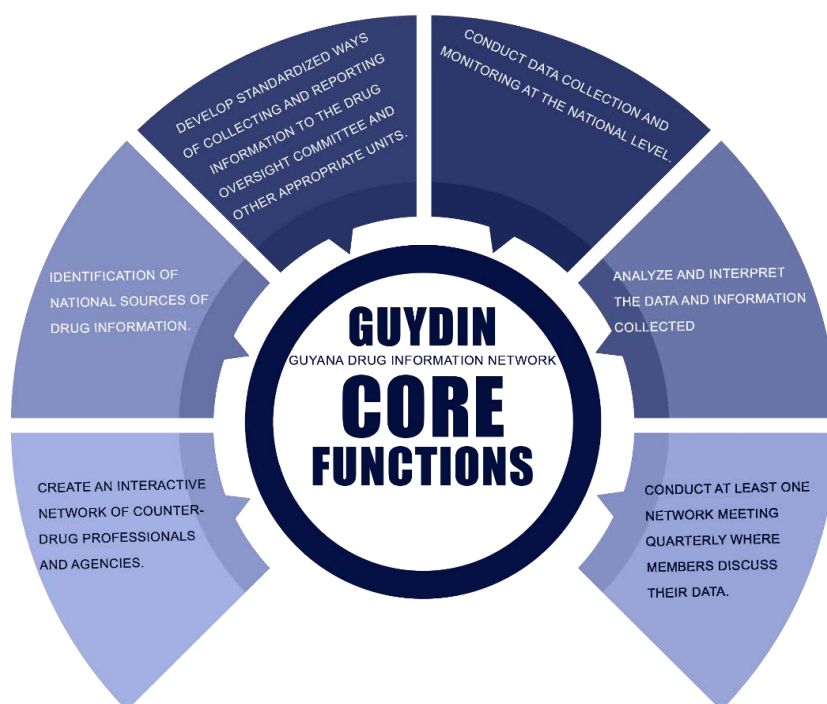 GUYDIN
GUYANA DRUG INFORMATION NETWORK
CORE
FUNCTIONS
CREATE AN INTERACTIVE
NETWORK OF COUNTER-
DRUG PROFESSIONALS
AND AGENCIES.
IDENTIFICATION OF
NATIONAL SOURCES OF
DRUG INFORMATION.
DEVELOP STANDARDIZED WAYS
OF COLLECTING AND REPORTING
INFORMATION TO THE DRUG
OVERSIGHT COMMITTEE AND
OTHER APPROPRIATE UNITS.
CONDUCT DATA COLLECTION AND
MONITORING AT THE NATIONAL LEVEL.
ANALYZE AND INTERPRET
THE DATA AND INFORMATION
COLLECTED
CONDUCT AT LEAST ONE
NETWORK MEETING
QUARTERLY WHERE
MEMBERS DISCUSS
THEIR DATA.